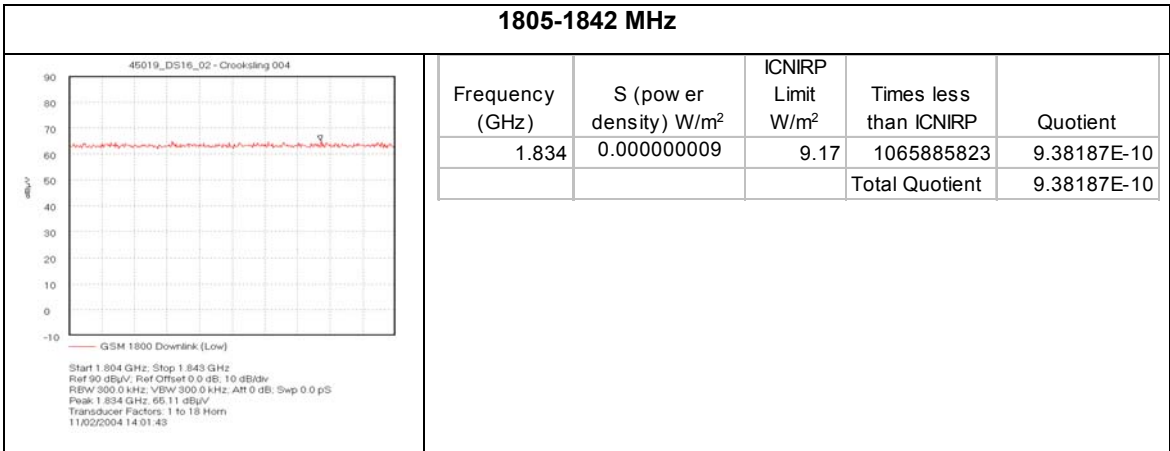 1805-1842 MHz
45019_DS16_02 - Crooksling 004
90
80
70
60
50
40
30
20
10
0
-10
dBµV
GSM 1800 Downlink (Low)
Start 1.804 GHz; Stop 1.843 GHz
Ref 90 dBµV; Ref Offset 0.0 dB; 10 dB/div
RBW 300.0 kHz; VBW 300.0 kHz; Att 0 dB; Swp 0.0 pS
Peak 1.834 GHz, 65.11 dBµV
Transducer Factors: 1 to 18 Horn
11/02/2004 14:01:43
Frequency (GHz) S (pow er density) W/m² ICNIRP Limit W/m² Times less than ICNIRP Quotient
1.834 0.000000009 9.17 1065885823 9.38187E-10
Total Quotient 9.38187E-10